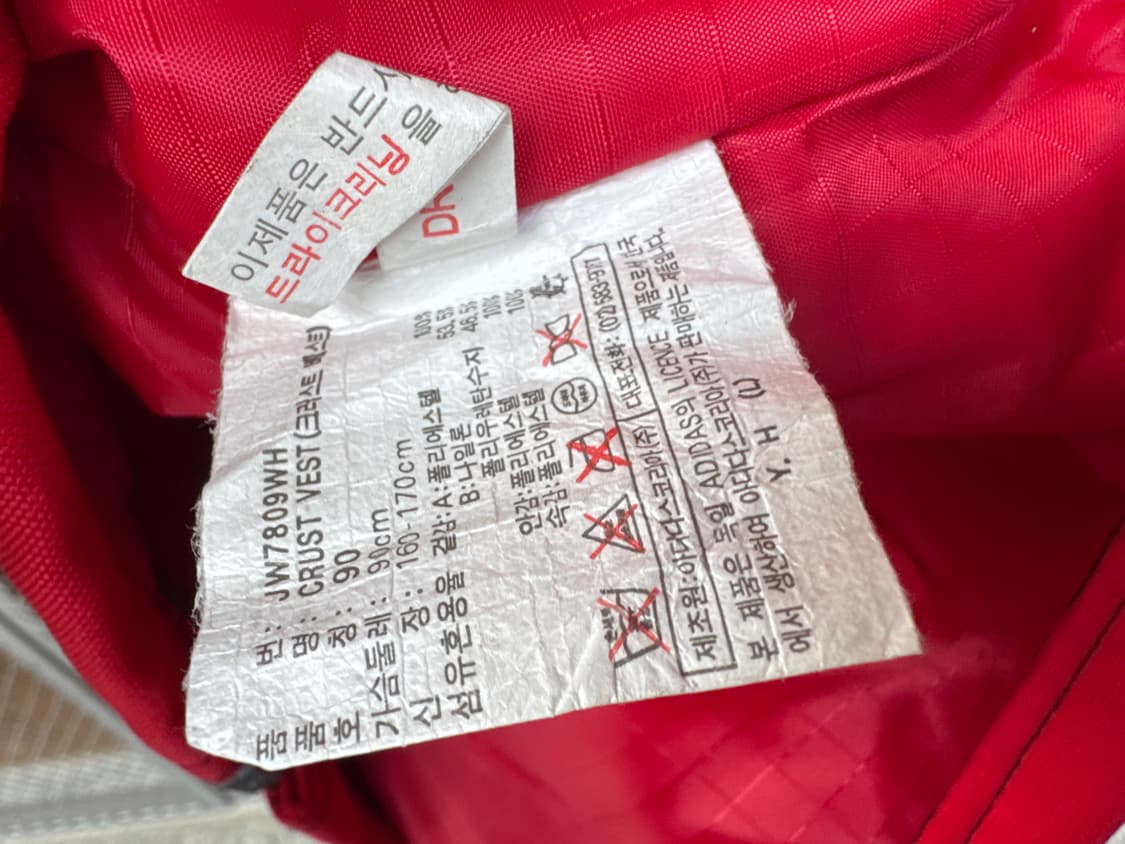 이제품은 반드시
드라이크리닝 을
DR
품 번: JW7809WH
품 명: CRUST VEST (크러스트 베스트)
호 칭: 90
가슴둘레: 90cm
신 장: 160-170cm
섬유혼용율 겉감: A:폴리에스텔 100%
B:나일론 53.5%
폴리우레탄수지 46.5%
안감:폴리에스텔 100%
속감:폴리에스텔 100%
제조원:아디다스코리아(주) 대표전화: (02)583-
본 제품은 독일 ADIDAS의 LICENCE 제품으로 한국
에서 생산하여 아디다스코리아(주)가 판매하는 제품입니다.
Y. H (U)